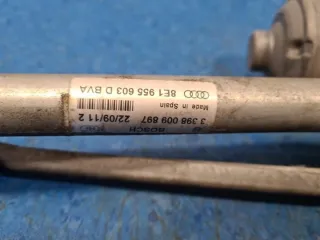 8E1 955 603 D BVA
Made in Spain
3 398 009 697 22/09/11 2
BOSCH